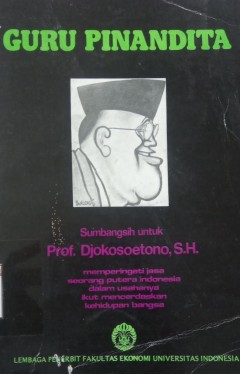 GURU PINANDITA
Sumbangsih untuk
Prof. Djokosoetono, S.H.
memperingati jasa
seorang putera indonesia
dalam usahanya
ikut mencerdaskan
kehidupan bangsa
LEMBAGA PENERBIT FAKULTAS EKONOMI UNIVERSITAS INDONESIA